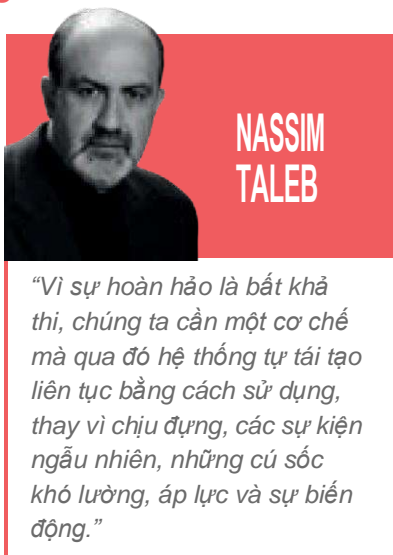 NASSIM
TALEB
“Vì sự hoàn hảo là bất khả
thi, chúng ta cần một cơ chế
mà qua đó hệ thống tự tái tạo
liên tục bằng cách sử dụng,
thay vì chịu đựng, các sự kiện
ngẫu nhiên, những cú sốc
khó lường, áp lực và sự biến
động.”